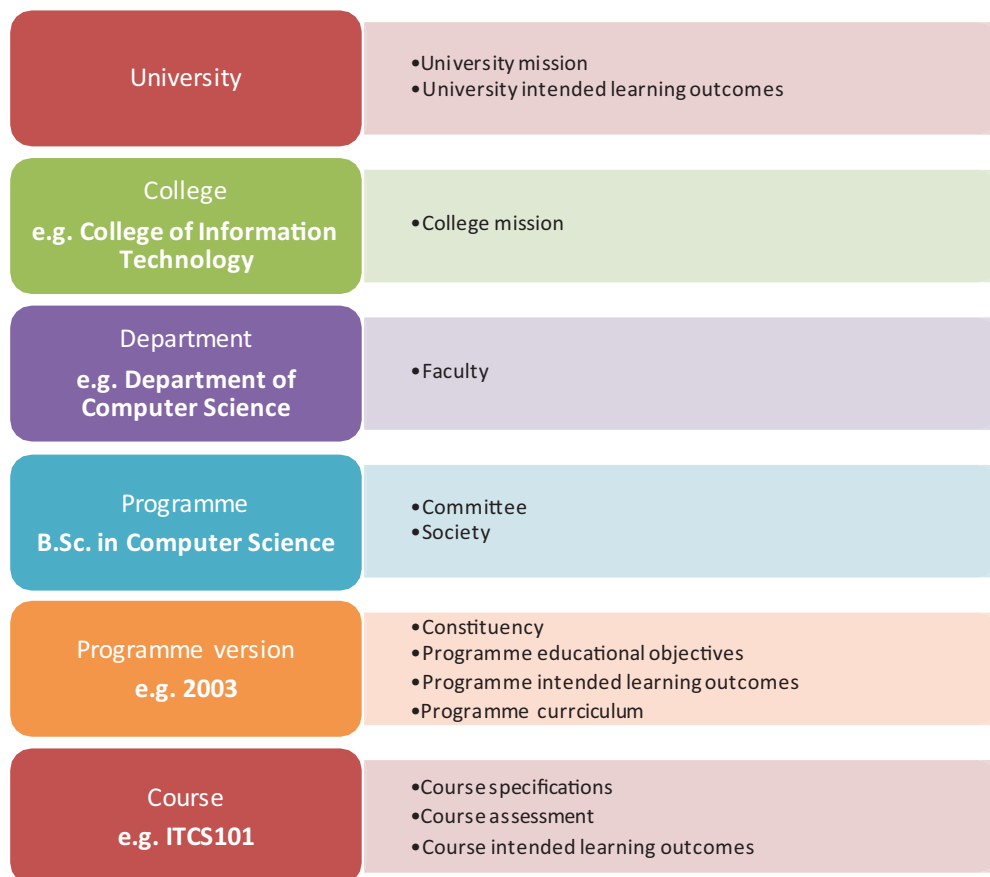 University
•University mission
•University intended learning outcomes
College
e.g. College of Information
Technology
•College mission
Department
e.g. Department of
Computer Science
•Faculty
Programme
B.Sc. in Computer Science
•Committee
•Society
Programme version
e.g. 2003
•Constituency
•Programme educational objectives
•Programme intended learning outcomes
•Programme currciculum
Course
e.g. ITCS101
•Course specifications
•Course assessment
•Course intended learning outcomes